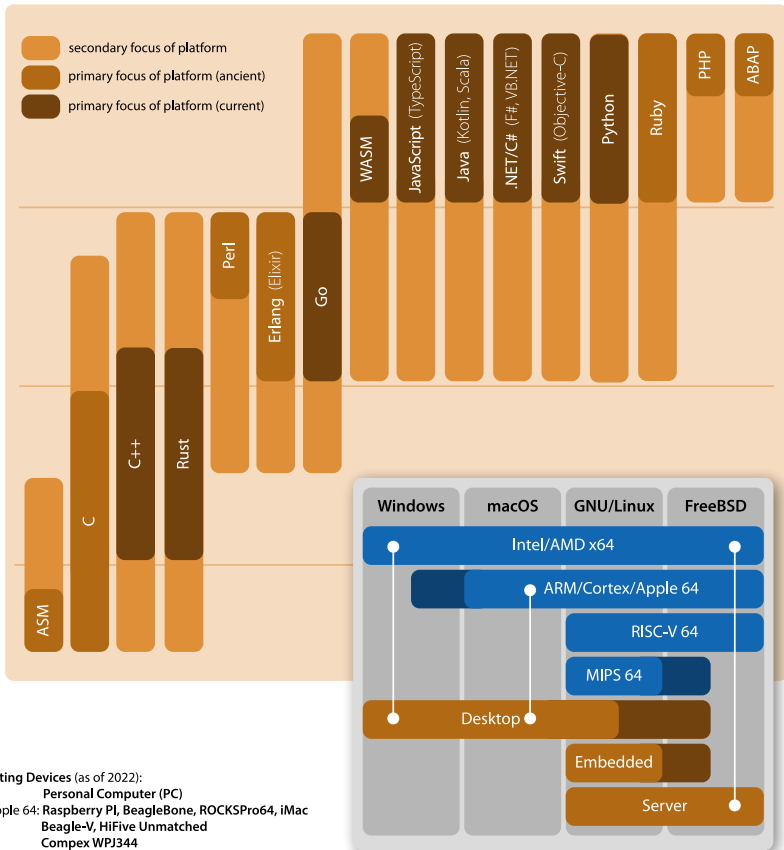 secondary focus of platform
primary focus of platform (ancient)
primary focus of platform (current)
ASM
C
C++
Rust
Perl
Erlang (Elixir)
Go
WASM
JavaScript (TypeScript)
Java (Kotlin, Scala)
.NET/C# (F#, VB.NET)
Swift (Objective-C)
Python
Ruby
PHP
ABAP
Windows macOS GNU/Linux FreeBSD
Intel/AMD x64
ARM/Cortex/Apple 64
RISC-V 64
MIPS 64
Desktop
Embedded
Server
ting Devices (as of 2022):
Personal Computer (PC)
ple 64: Raspberry PI, BeagleBone, ROCKSPro64, iMac
Beagle-V, HiFive Unmatched
Compex WPJ344